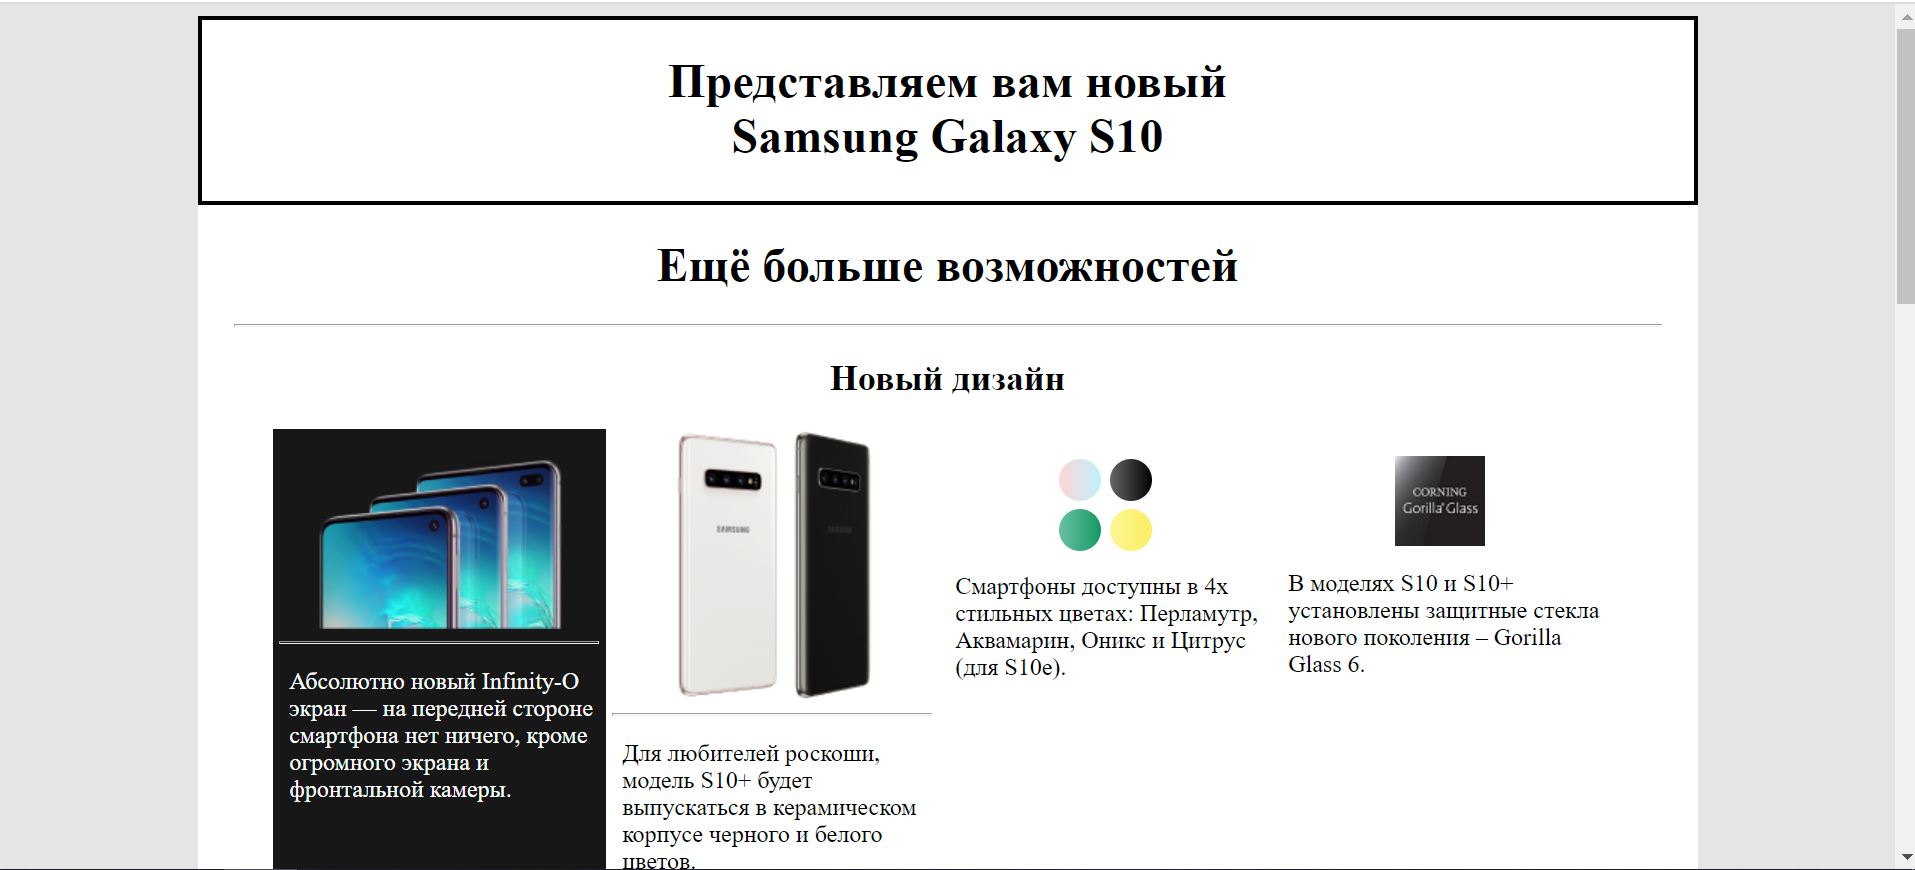 Представляем вам новый
Samsung Galaxy S10
Ещё больше возможностей
Новый дизайн
Абсолютно новый Infinity-O
экран — на передней стороне
смартфона нет ничего, кроме
огромного экрана и
фронтальной камеры.
SAMSUNG
SAMSUNG
Для любителей роскоши,
модель S10+ будет
выпускаться в керамическом
корпусе черного и белого
цветов.
Смартфоны доступны в 4х
стильных цветах: Перламутр,
Аквамарин, Оникс и Цитрус
(для S10e).
CORNING
Gorilla® Glass
В моделях S10 и S10+
установлены защитные стекла
нового поколения – Gorilla
Glass 6.